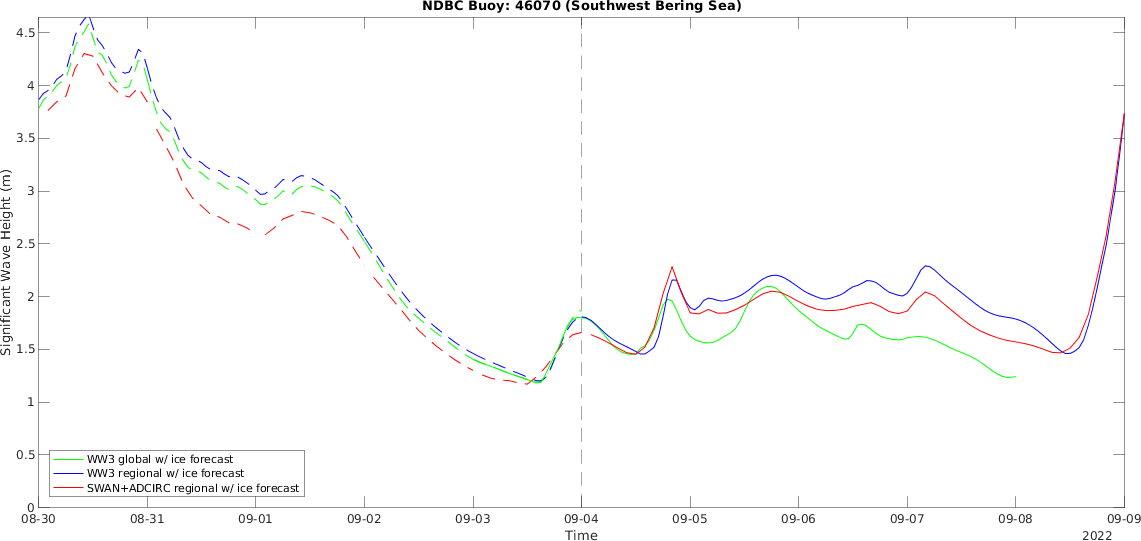 NDBC Buoy: 46070 (Southwest Bering Sea)
4.5
4
3.5
3
2.5
2
1.5
1
0.5
0
Significant Wave Height (m)
WW3 global w/ ice forecast
WW3 regional w/ ice forecast
SWAN+ADCIRC regional w/ ice forecast
08-30 08-31 09-01 09-02 09-03 09-04 09-05 09-06 09-07 09-08 09-09
Time
2022